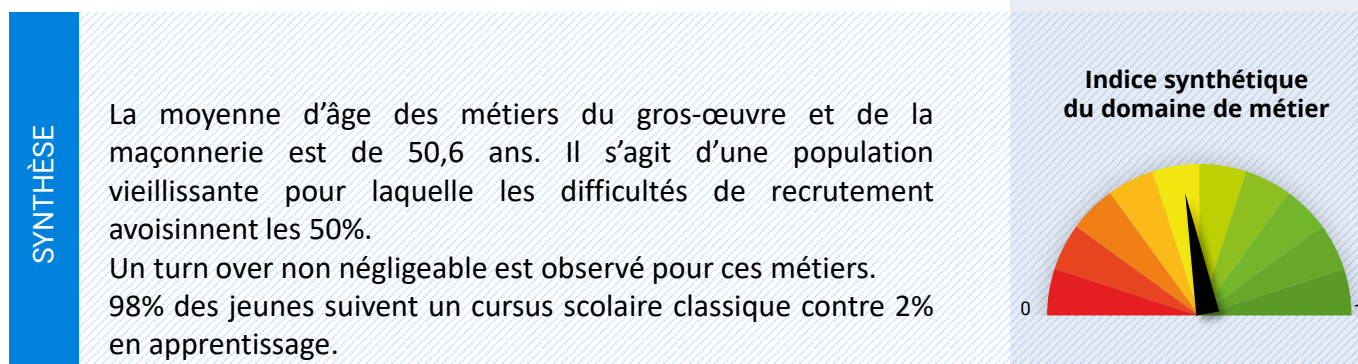 SYNTHÈSE
La moyenne d’âge des métiers du gros-œuvre et de la
maçonnerie est de 50,6 ans. Il s’agit d’une population
vieillissante pour laquelle les difficultés de recrutement
avoisinnent les 50%.
Un turn over non négligeable est observé pour ces métiers.
98% des jeunes suivent un cursus scolaire classique contre 2%
en apprentissage.
Indice synthétique
du domaine de métier
0